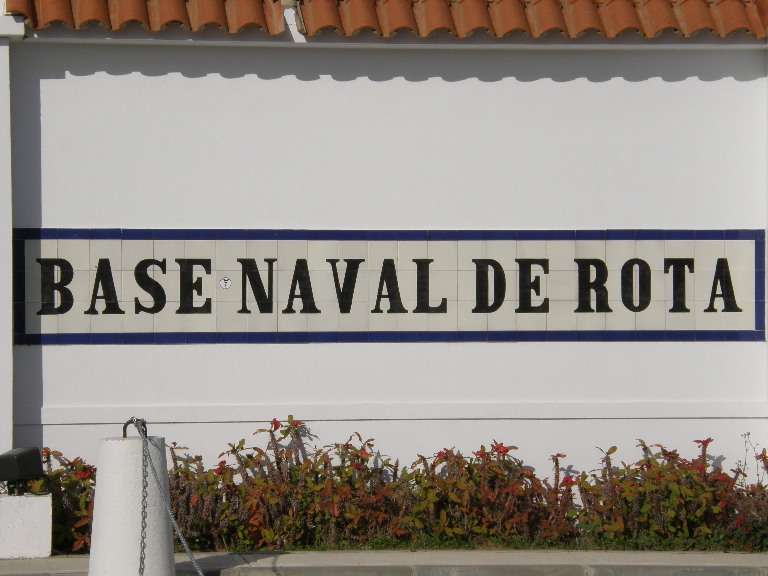 BASE NAVAL DE ROTA